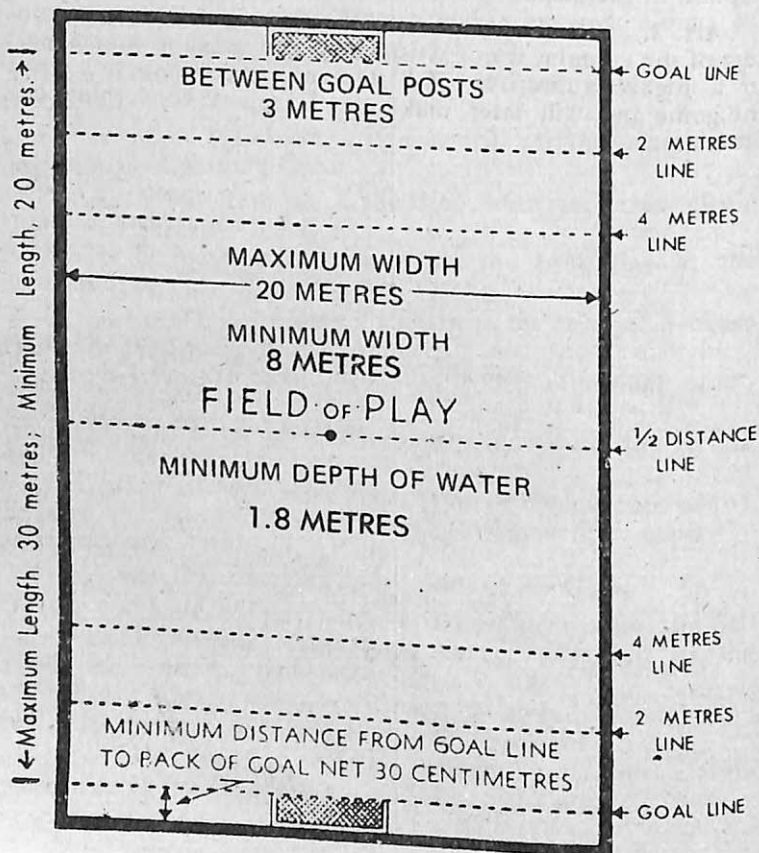 BETWEEN GOAL POSTS
3 METRES
← GOAL LINE
← 2 METRES
LINE
← 4 METRES
LINE
MAXIMUM WIDTH
20 METRES
MINIMUM WIDTH
8 METRES
FIELD OF PLAY
← ½ DISTANCE
LINE
MINIMUM DEPTH OF WATER
1.8 METRES
← 4 METRES
LINE
← 2 METRES
LINE
MINIMUM DISTANCE FROM GOAL LINE
TO BACK OF GOAL NET 30 CENTIMETRES
← GOAL LINE
←Maximum Length 30 metres; Minimum Length, 20 metres.→